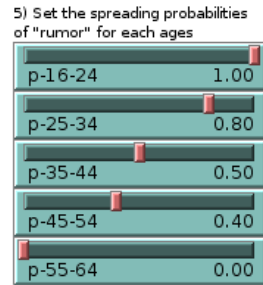 5) Set the spreading probabilities
of "rumor" for each ages
p-16-24 1.00
p-25-34 0.80
p-35-44 0.50
p-45-54 0.40
p-55-64 0.00